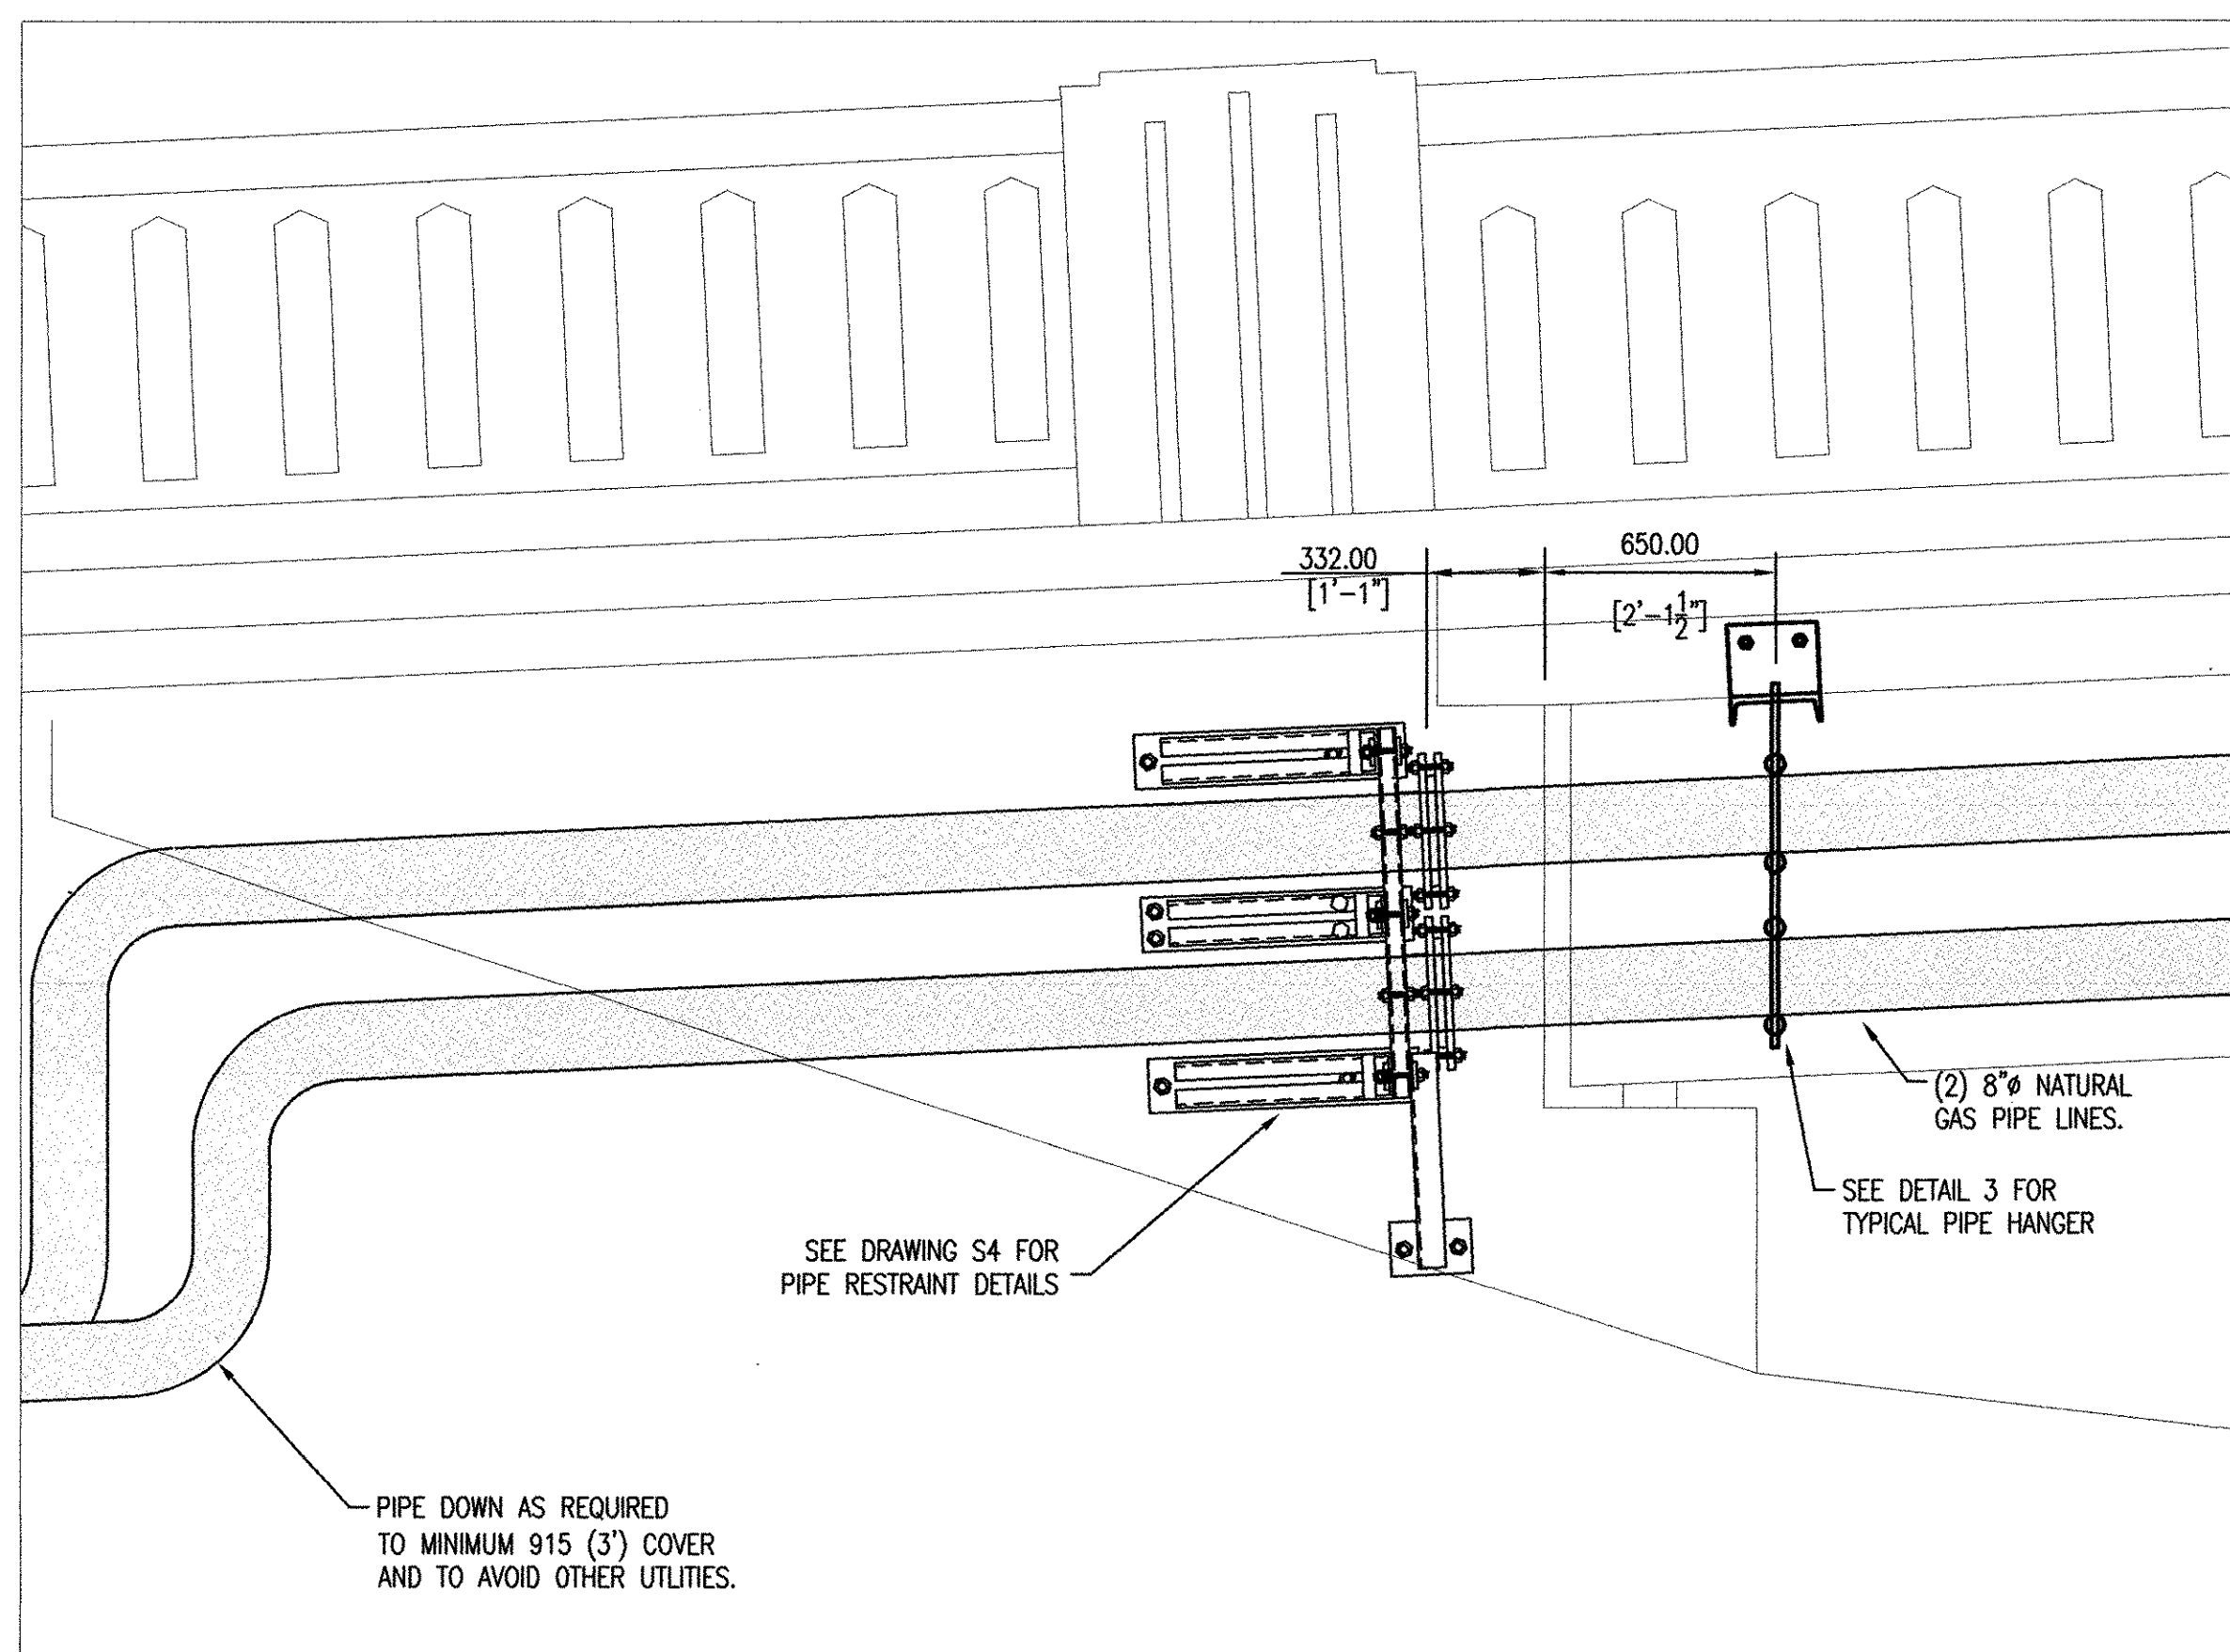 332.00
[1'-1"]
650.00
[2'-1 1/2"]
(2) 8"ø NATURAL
GAS PIPE LINES.
SEE DETAIL 3 FOR
TYPICAL PIPE HANGER
SEE DRAWING S4 FOR
PIPE RESTRAINT DETAILS
PIPE DOWN AS REQUIRED
TO MINIMUM 915 (3') COVER
AND TO AVOID OTHER UTLITIES.